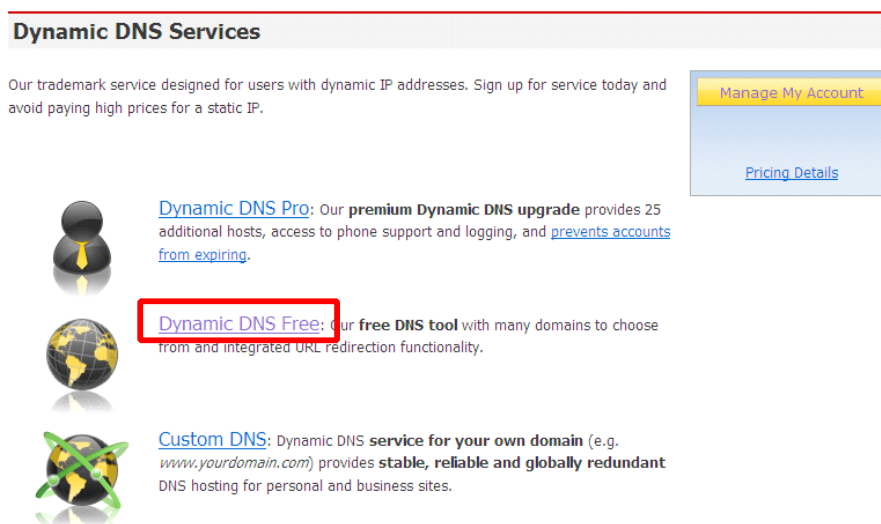 Dynamic DNS Services
Our trademark service designed for users with dynamic IP addresses. Sign up for service today and
avoid paying high prices for a static IP.
Manage My Account
Pricing Details
Dynamic DNS Pro: Our premium Dynamic DNS upgrade provides 25
additional hosts, access to phone support and logging, and prevents accounts
from expiring.
Dynamic DNS Free: Our free DNS tool with many domains to choose
from and integrated URL redirection functionality.
Custom DNS: Dynamic DNS service for your own domain (e.g.
www.yourdomain.com) provides stable, reliable and globally redundant
DNS hosting for personal and business sites.